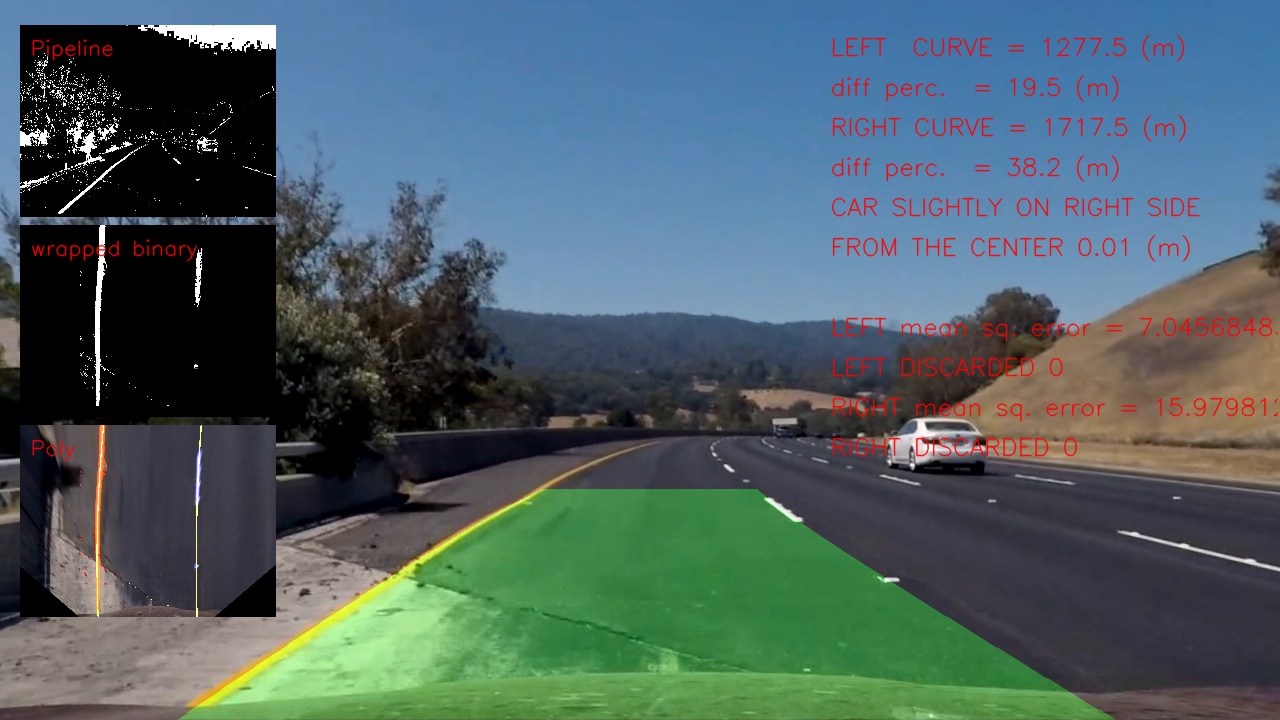 Pipeline
wrapped binary
Poly
LEFT CURVE = 1277.5 (m)
diff perc. = 19.5 (m)
RIGHT CURVE = 1717.5 (m)
diff perc. = 38.2 (m)
CAR SLIGHTLY ON RIGHT SIDE
FROM THE CENTER 0.01 (m)
LEFT mean sq. error = 7.0456848
LEFT DISCARDED 0
RIGHT mean sq. error = 15.97981
RIGHT DISCARDED 0